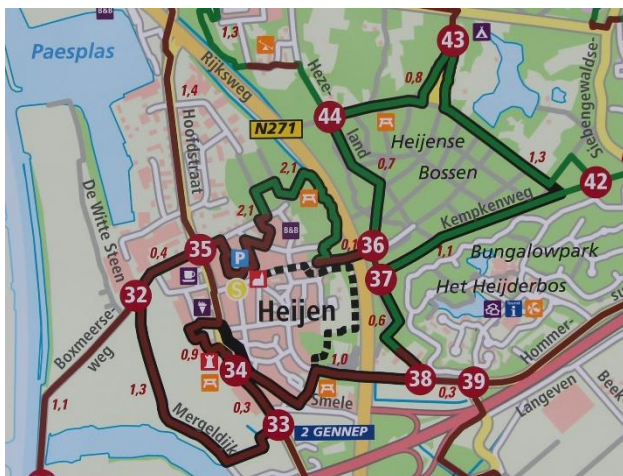 B&B
1,3
43
Paesplas
Rijksweg
1,4
Heze-
land
0,8
Siebengewaldse-
N271
44
Heijense
Bossen
Hoofdstraat
0,7
1,3
42
2,1
2,1
Kempkenweg
De Witte Steen
B&B
0,4
35
P
0,1
36
1,1
Bungalowpark
Het Heijderbos
37
32
S
Heijen
i
Boxmeerse-
weg
0,6
Hommer-
0,9
34
1,0
38
0,3
39
1,3
0,3
Smele
Langeven
Beek
1,1
Mergeldijk
33
2 GENNEP